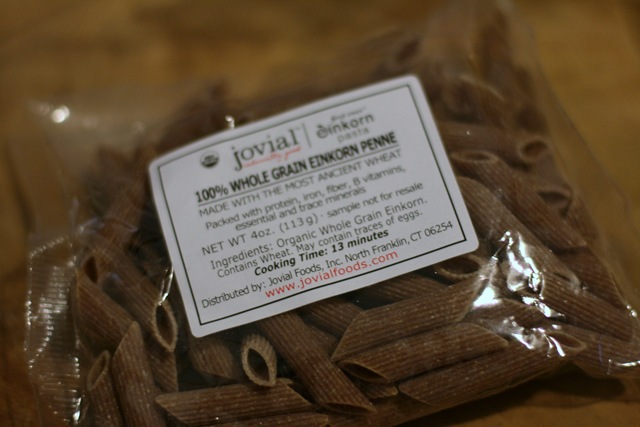 jovial
einkorn
pasta
100% WHOLE GRAIN EINKORN PENNE
MADE WITH THE MOST ANCIENT WHEAT
Packed with protein, iron, fiber, B vitamins,
essential and trace minerals
NET WT 4oz. (113 g) - sample not for resale
Ingredients: Organic Whole Grain Einkorn.
Contains Wheat. May contain traces of eggs.
Cooking Time: 13 minutes
Distributed by: Jovial Foods, Inc. North Franklin, CT 06254
www.jovialfoods.com